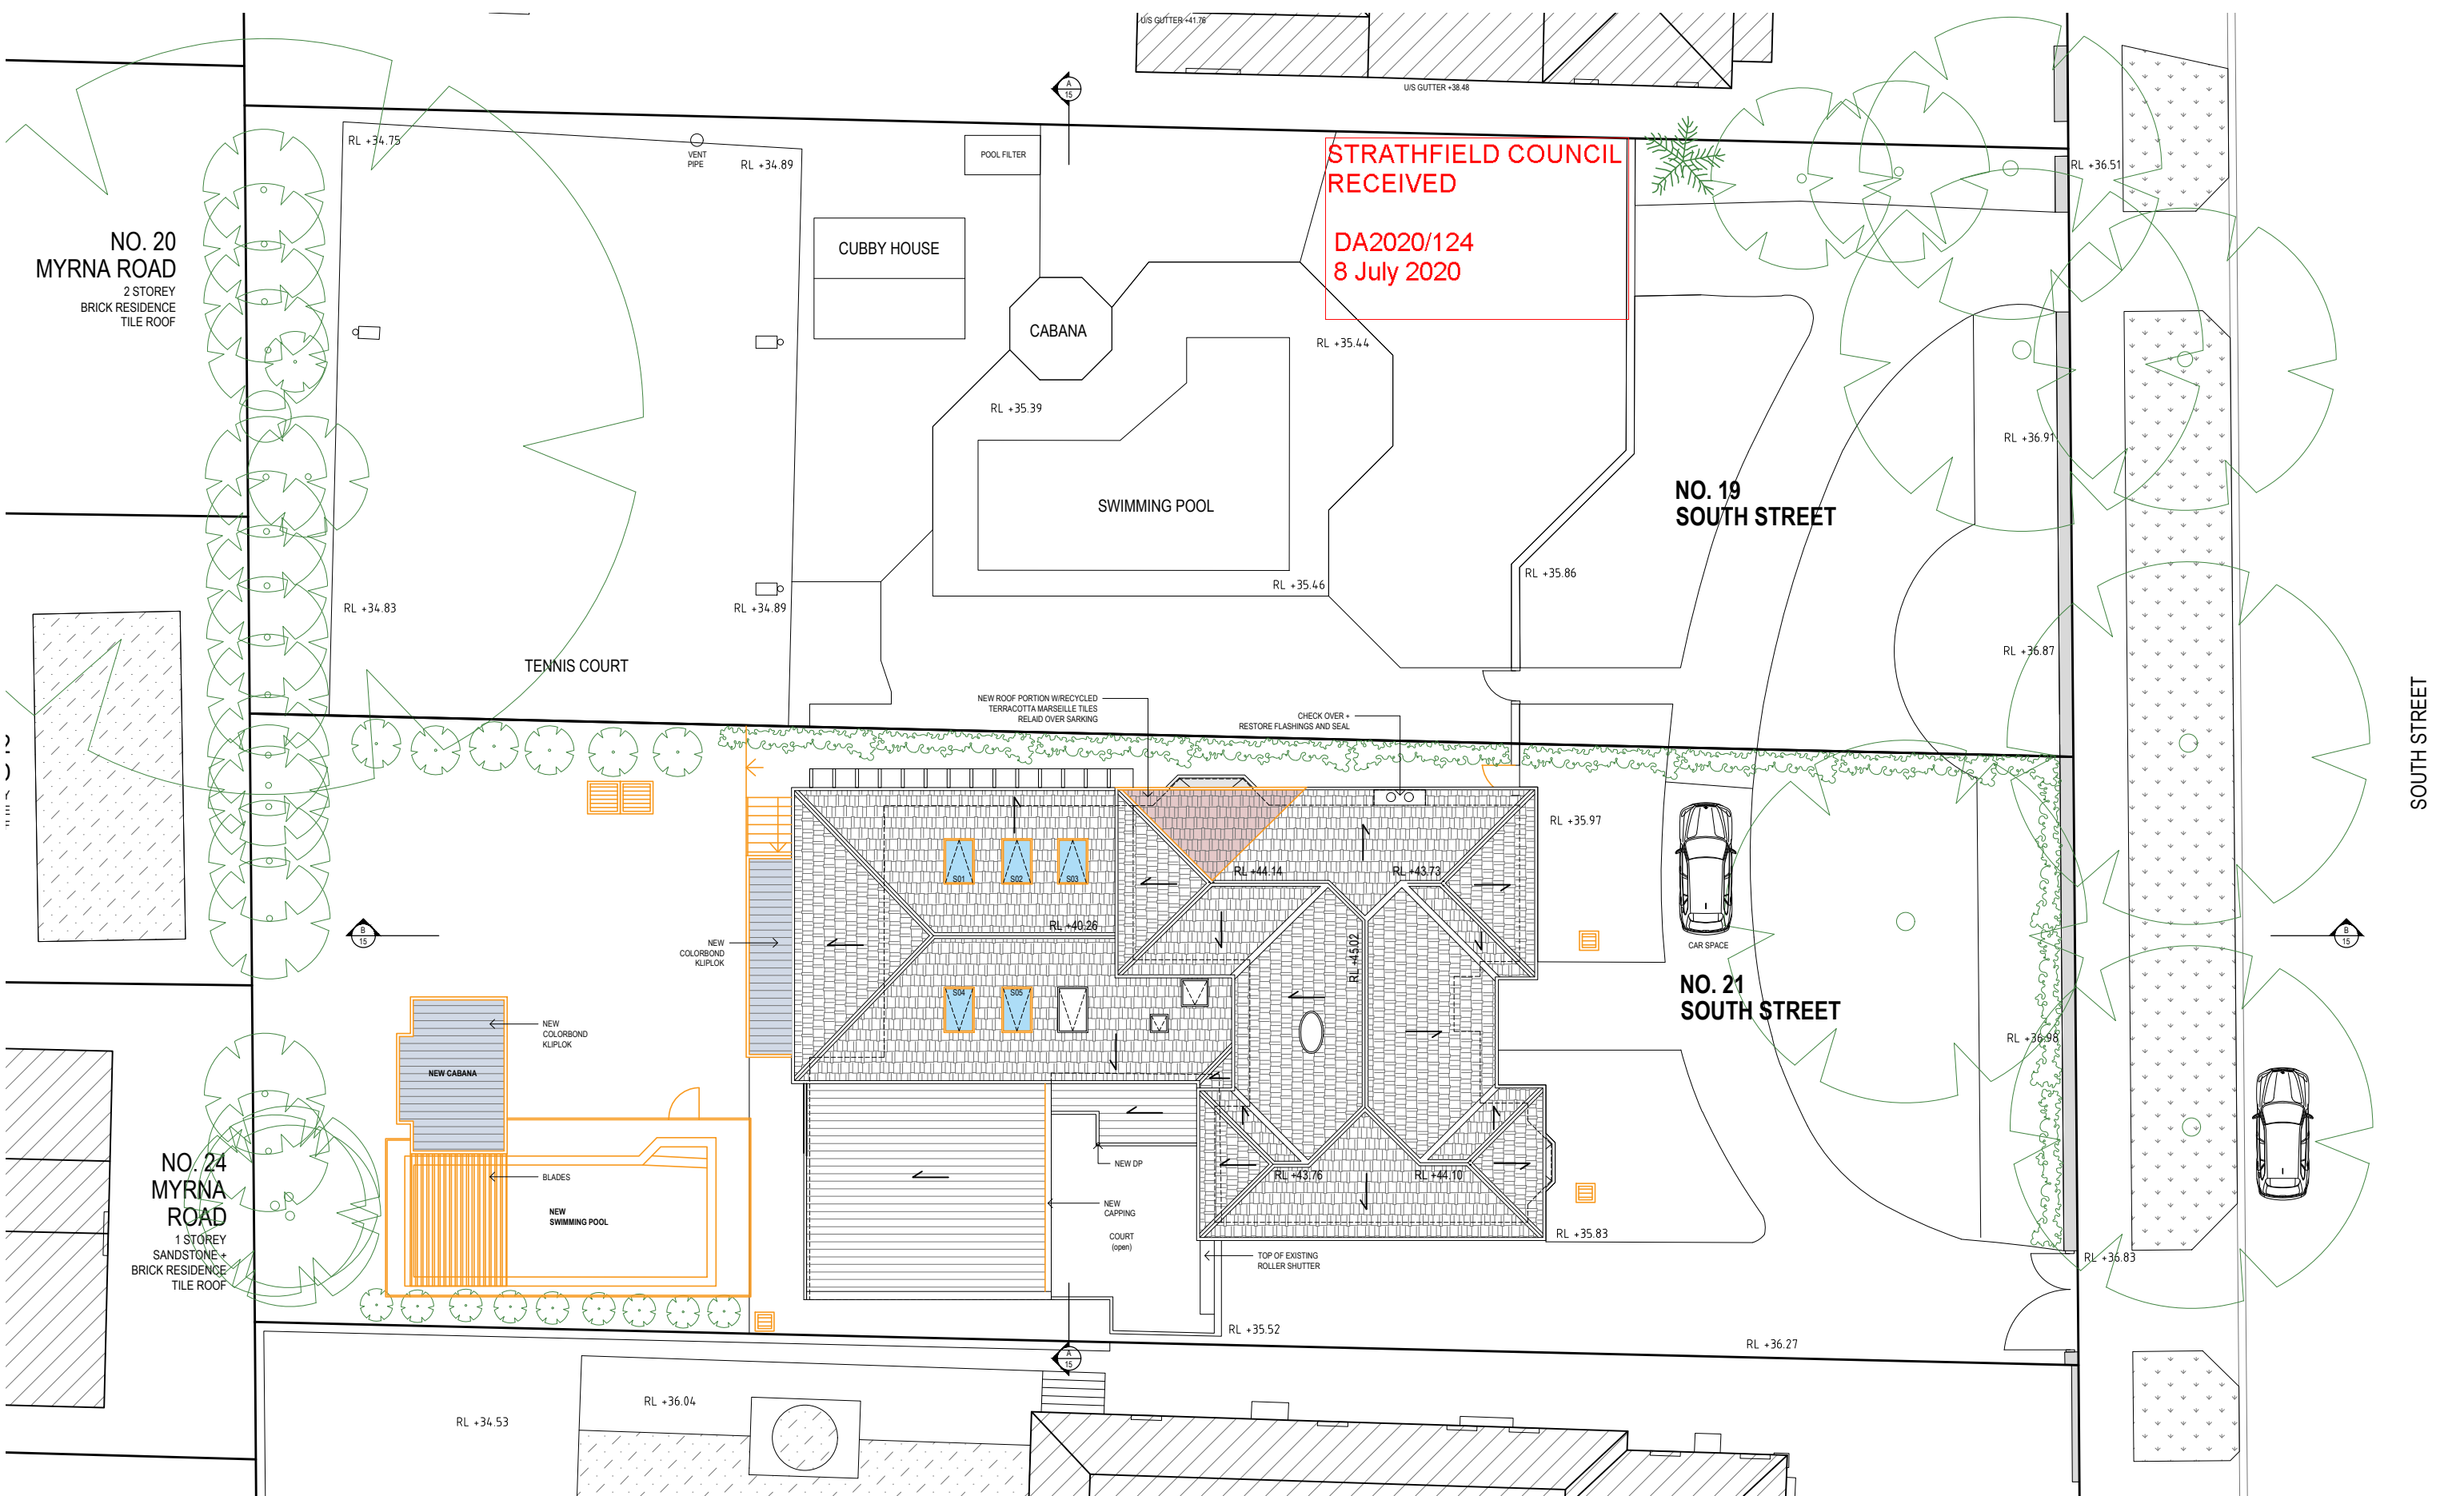 U/S GUTTER +41.76
U/S GUTTER +38.48
A
15
RL +34.75
VENT
PIPE
RL +34.89
POOL FILTER
STRATHFIELD COUNCIL
RECEIVED
DA2020/124
8 July 2020
RL +36.51
NO. 20
MYRNA ROAD
2 STOREY
BRICK RESIDENCE
TILE ROOF
CUBBY HOUSE
CABANA
RL +35.44
RL +35.39
RL +36.91
SWIMMING POOL
NO. 19
SOUTH STREET
RL +35.46
RL +35.86
RL +34.83
RL +34.89
RL +36.87
TENNIS COURT
SOUTH STREET
NEW ROOF PORTION W/RECYCLED
TERRACOTTA MARSEILLE TILES
RELAID OVER SARKING
CHECK OVER +
RESTORE FLASHINGS AND SEAL
RL +35.97
S01
S02
S03
RL +44.14
RL +43.73
RL +40.26
RL +45.02
B
15
NEW
COLORBOND
KLIPLOK
CAR SPACE
B
15
S04
S05
NO. 21
SOUTH STREET
NEW
COLORBOND
KLIPLOK
RL +36.98
NEW CABANA
NO. 24
MYRNA
ROAD
1 STOREY
SANDSTONE +
BRICK RESIDENCE
TILE ROOF
BLADES
NEW
SWIMMING POOL
NEW DP
RL +43.76
RL +44.10
NEW
CAPPING
COURT
(open)
RL +35.83
TOP OF EXISTING
ROLLER SHUTTER
RL +36.83
RL +35.52
RL +36.27
A
15
RL +36.04
RL +34.53